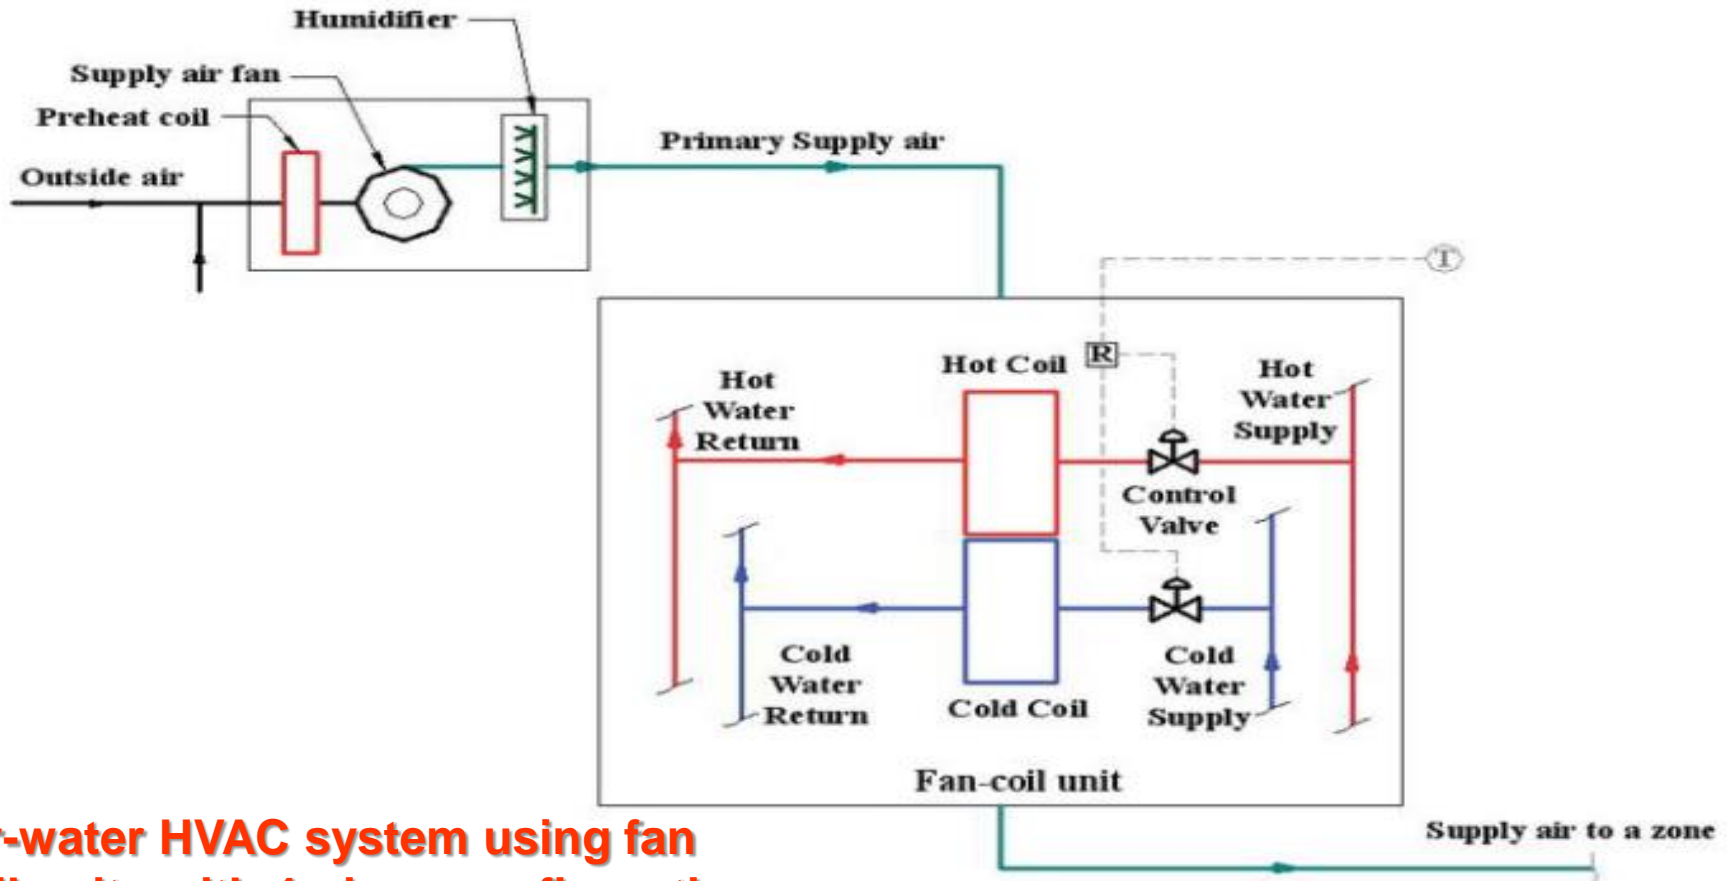 Humidifier
Supply air fan
Preheat coil
Outside air
Primary Supply air
T
R
Hot Coil
Hot
Water
Return
Hot
Water
Supply
Control
Valve
Cold
Water
Return
Cold Coil
Cold
Water
Supply
Fan-coil unit
Supply air to a zone
-water HVAC system using fan